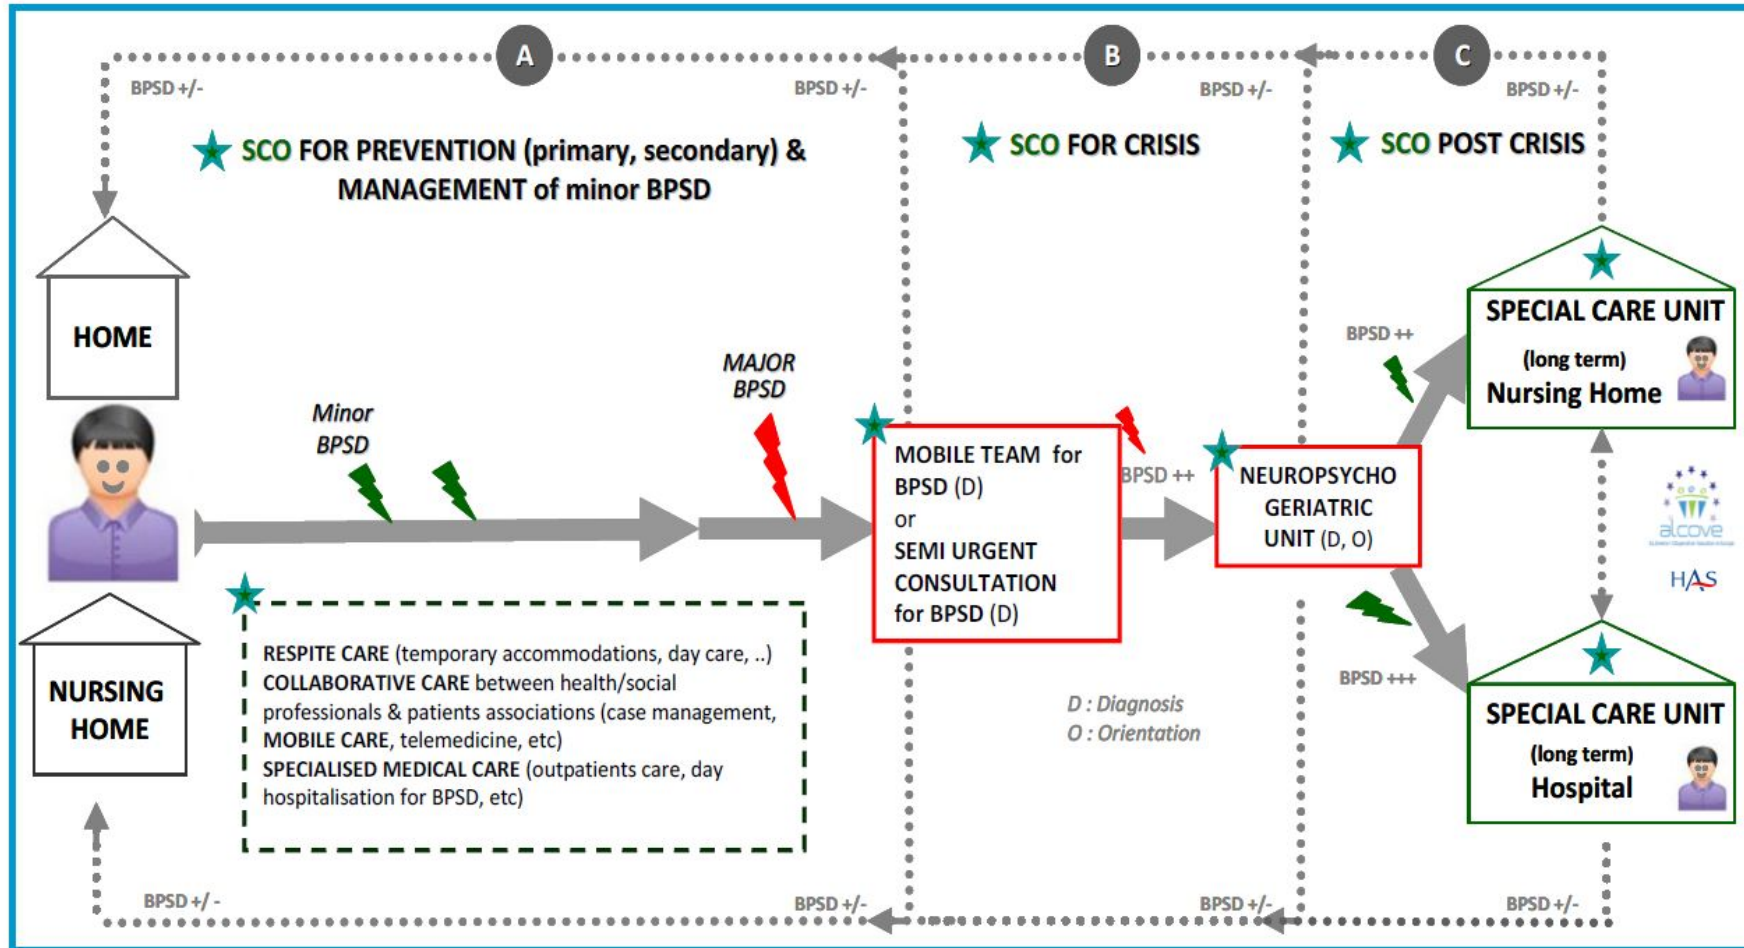 A
B
C
BPSD +/-
BPSD +/-
BPSD +/-
BPSD +/-
SCO FOR PREVENTION (primary, secondary) &
MANAGEMENT of minor BPSD
SCO FOR CRISIS
SCO POST CRISIS
HOME
Minor
BPSD
MAJOR
BPSD
MOBILE TEAM for
BPSD (D)
or
SEMI URGENT
CONSULTATION
for BPSD (D)
BPSD ++
NEUROPSYCHO
GERIATRIC
UNIT (D, O)
BPSD ++
SPECIAL CARE UNIT
(long term)
Nursing Home
alcove
HAS
NURSING
HOME
RESPITE CARE (temporary accommodations, day care, ..)
COLLABORATIVE CARE between health/social
professionals & patients associations (case management,
MOBILE CARE, telemedicine, etc)
SPECIALISED MEDICAL CARE (outpatients care, day
hospitalisation for BPSD, etc)
D : Diagnosis
O : Orientation
BPSD +++
SPECIAL CARE UNIT
(long term)
Hospital
BPSD +/ -
BPSD +/-
BPSD +/-
BPSD +/-